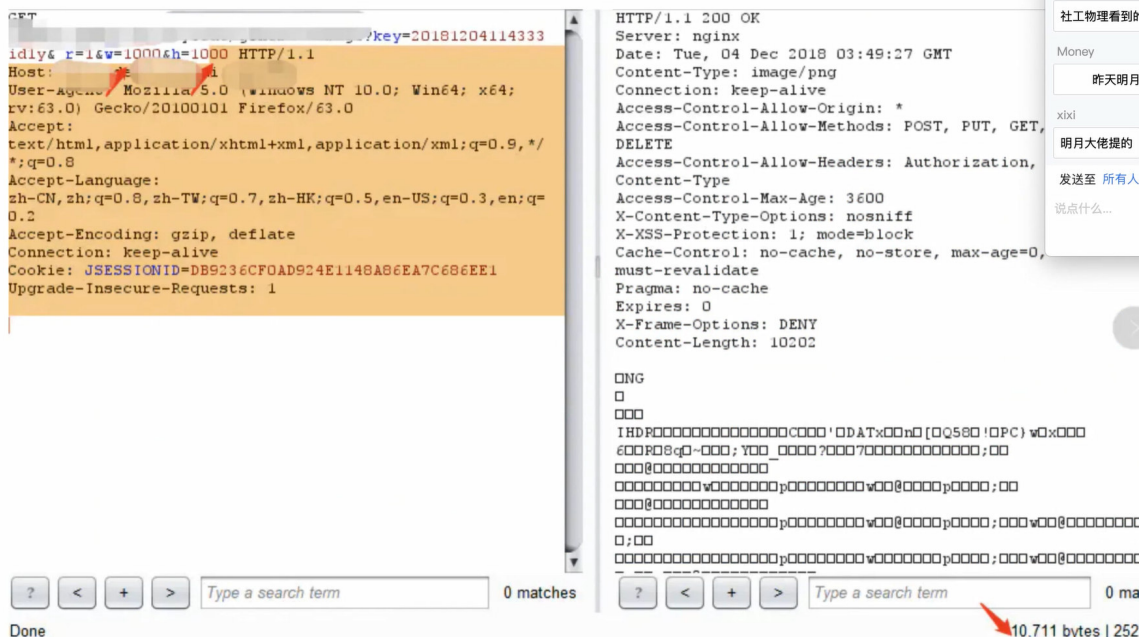 GET
?key=20181204114333
idly&_r=1&w=1000&h=1000 HTTP/1.1
Host:
User-Agent: Mozilla/5.0 (Windows NT 10.0; Win64; x64;
rv:63.0) Gecko/20100101 Firefox/63.0
Accept:
text/html,application/xhtml+xml,application/xml;q=0.9,*/
*;q=0.8
Accept-Language:
zh-CN,zh;q=0.8,zh-TW;q=0.7,zh-HK;q=0.5,en-US;q=0.3,en;q=
0.2
Accept-Encoding: gzip, deflate
Connection: keep-alive
Cookie: JSESSIONID=DB9236CF0AD924E1148A86EA7C686EE1
Upgrade-Insecure-Requests: 1
? < + > Type a search term 0 matches
Done
HTTP/1.1 200 OK
Server: nginx
Date: Tue, 04 Dec 2018 03:49:27 GMT
Content-Type: image/png
Connection: keep-alive
Access-Control-Allow-Origin: *
Access-Control-Allow-Methods: POST, PUT, GET,
DELETE
Access-Control-Allow-Headers: Authorization,
Content-Type
Access-Control-Max-Age: 3600
X-Content-Type-Options: nosniff
X-XSS-Protection: 1; mode=block
Cache-Control: no-cache, no-store, max-age=0,
must-revalidate
Pragma: no-cache
Expires: 0
X-Frame-Options: DENY
Content-Length: 10202
NG
IHDR
? < + > Type a search term 0 ma
10,711 bytes | 252
社工物理看到的
Money
昨天明月
xixi
明月大佬提的
发送至 所有人
说点什么...